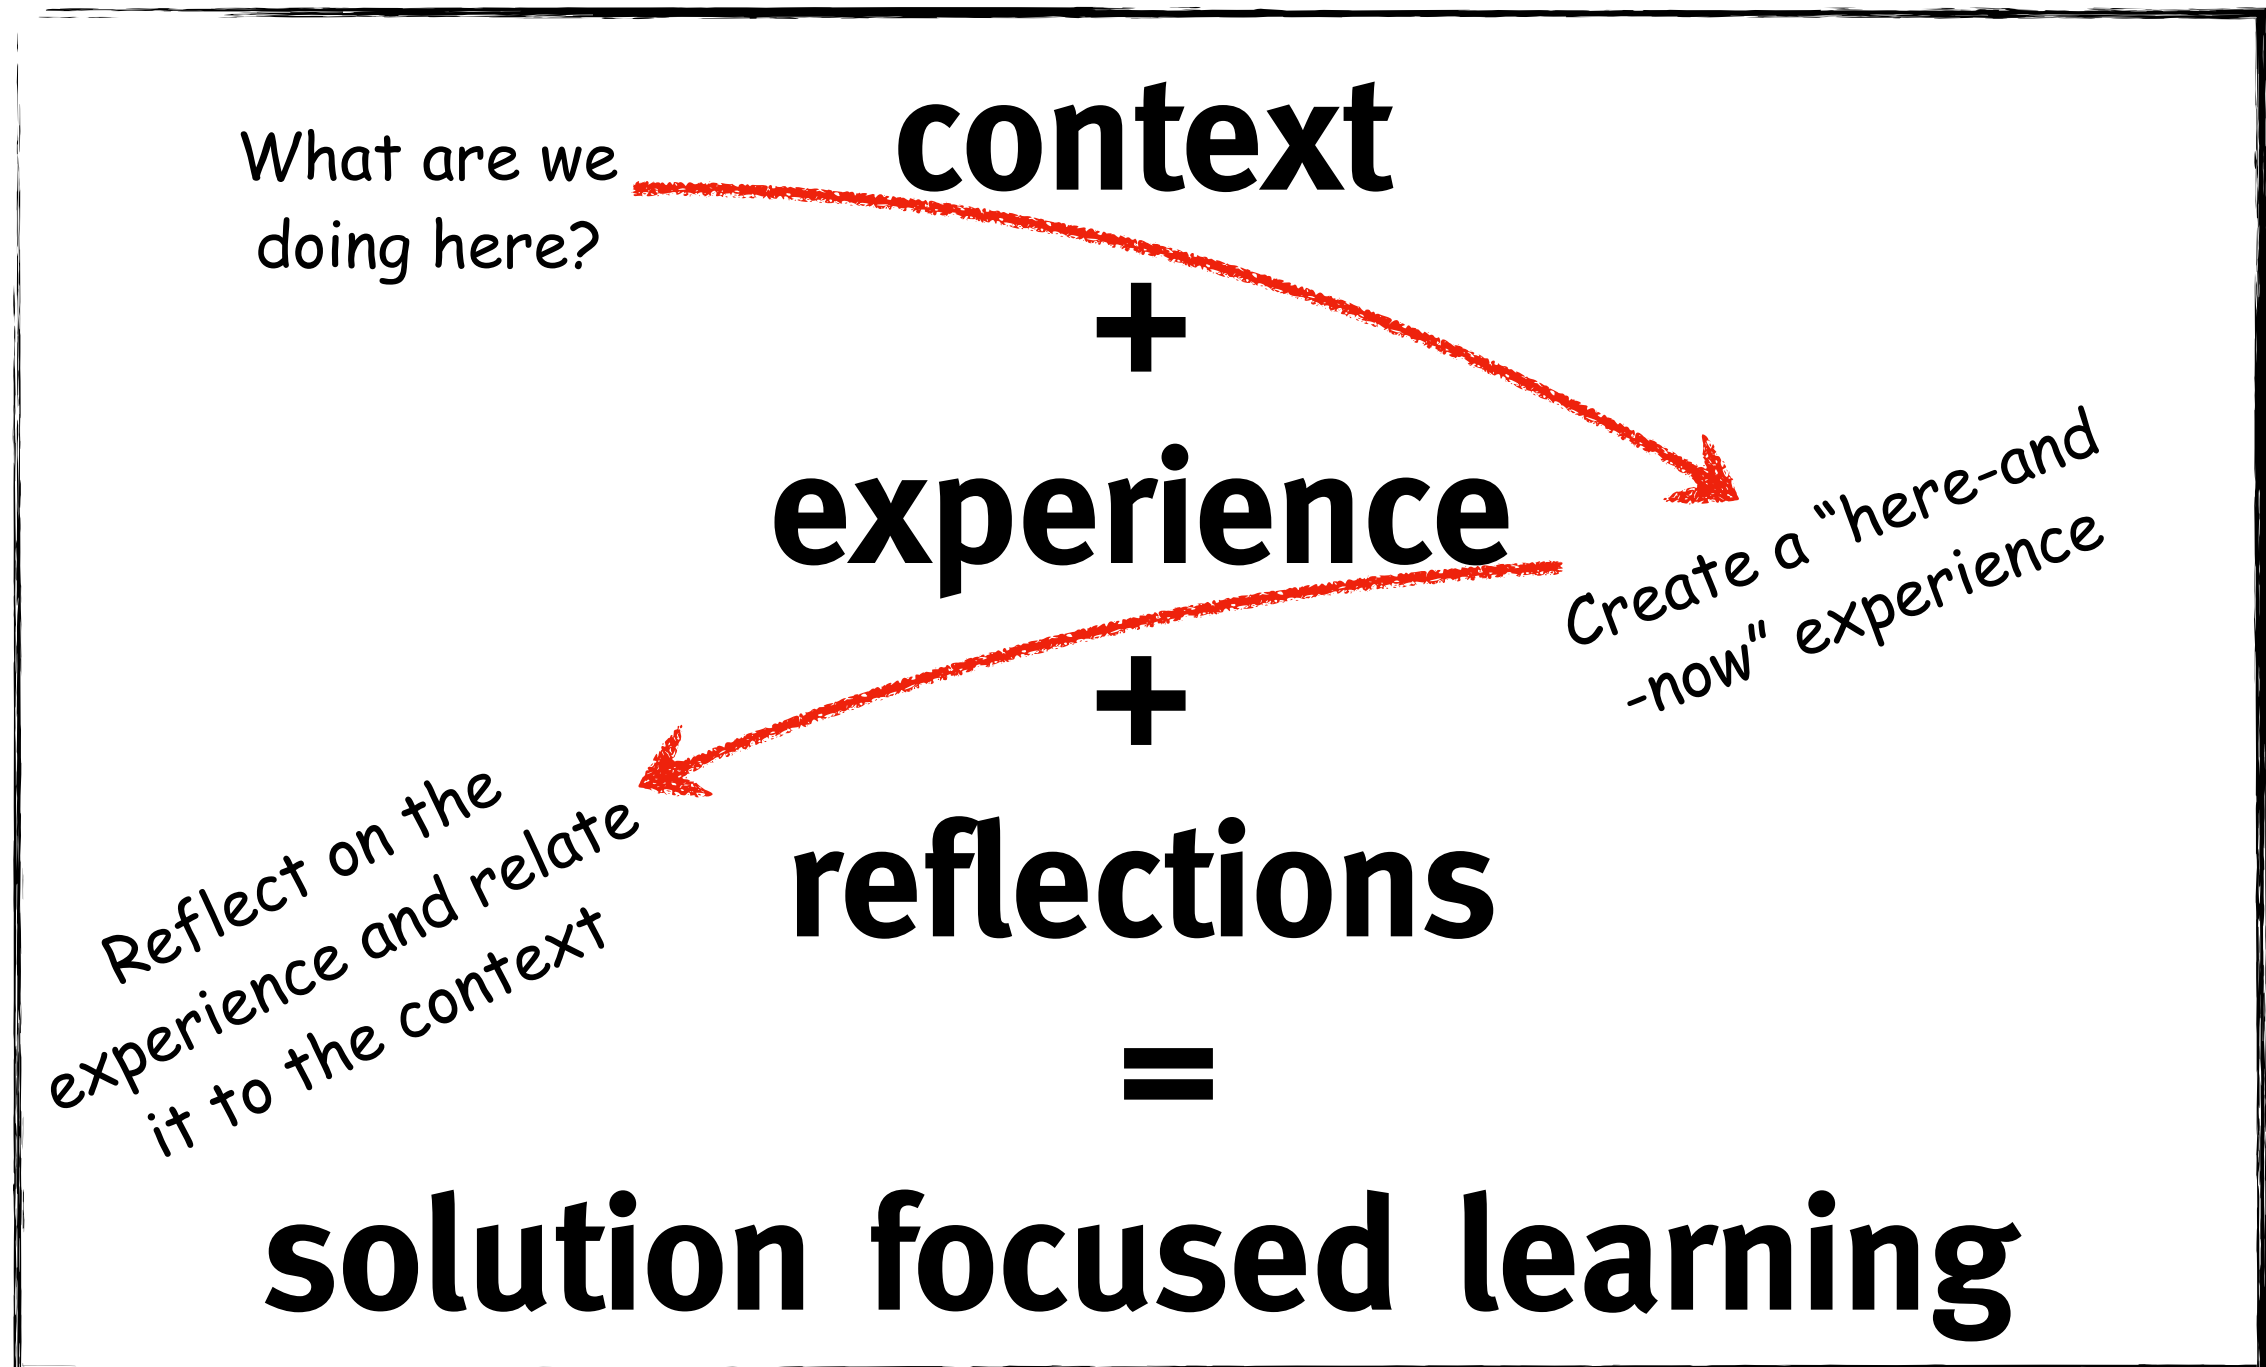 context
What are we
doing here?
+
experience
Create a "here-and
-now" experience
+
reflections
Reflect on the
experience and relate
it to the context
=
solution focused learning